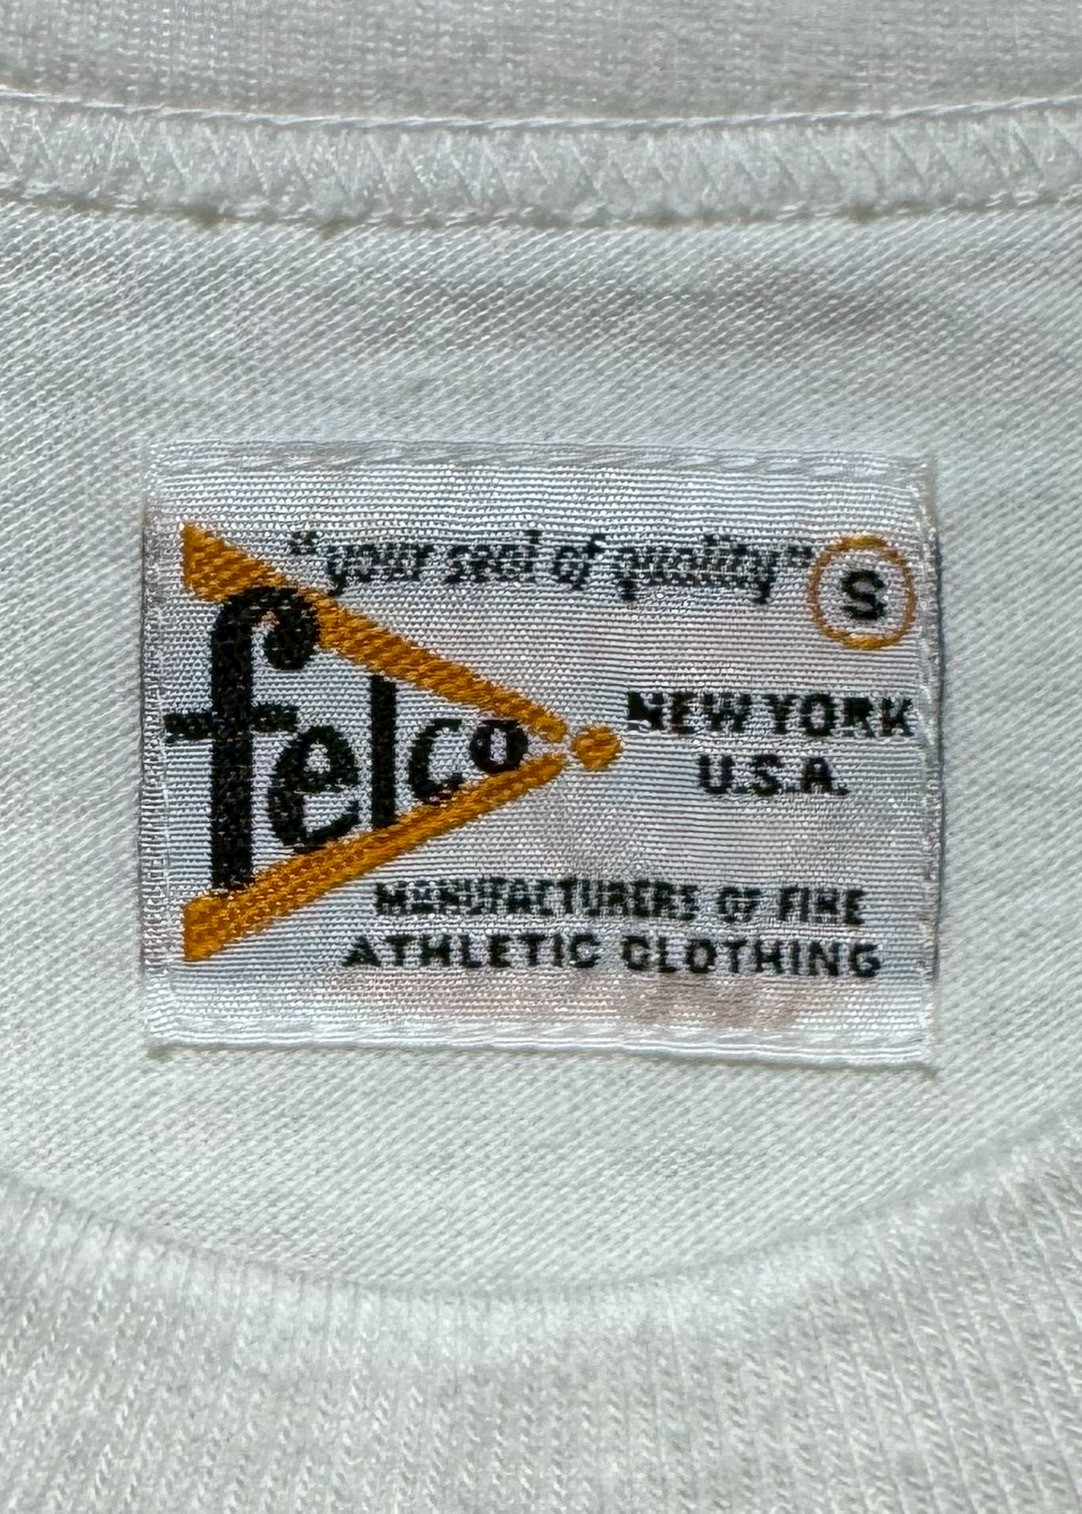 "your seal of quality" S
felco
NEW YORK
U.S.A.
MANUFACTURERS OF FINE
ATHLETIC CLOTHING